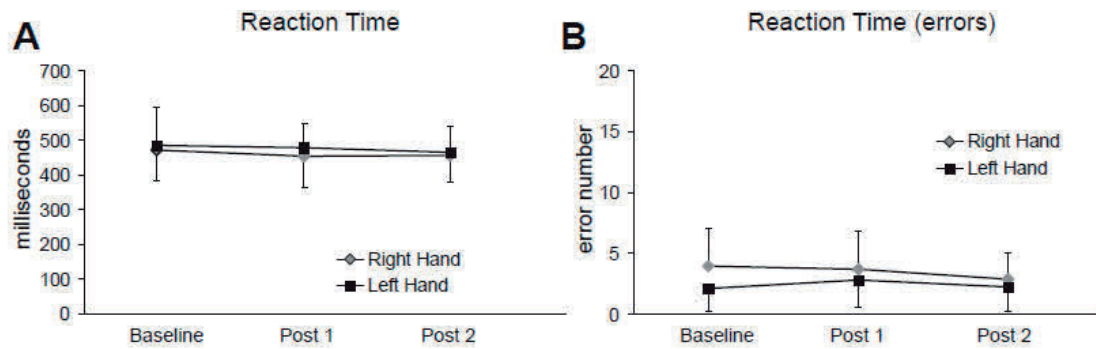 A
Reaction Time
milliseconds
700
600
500
400
300
200
100
0
Right Hand
Left Hand
Baseline Post 1 Post 2
B
Reaction Time (errors)
error number
20
15
10
5
0
Right Hand
Left Hand
Baseline Post 1 Post 2